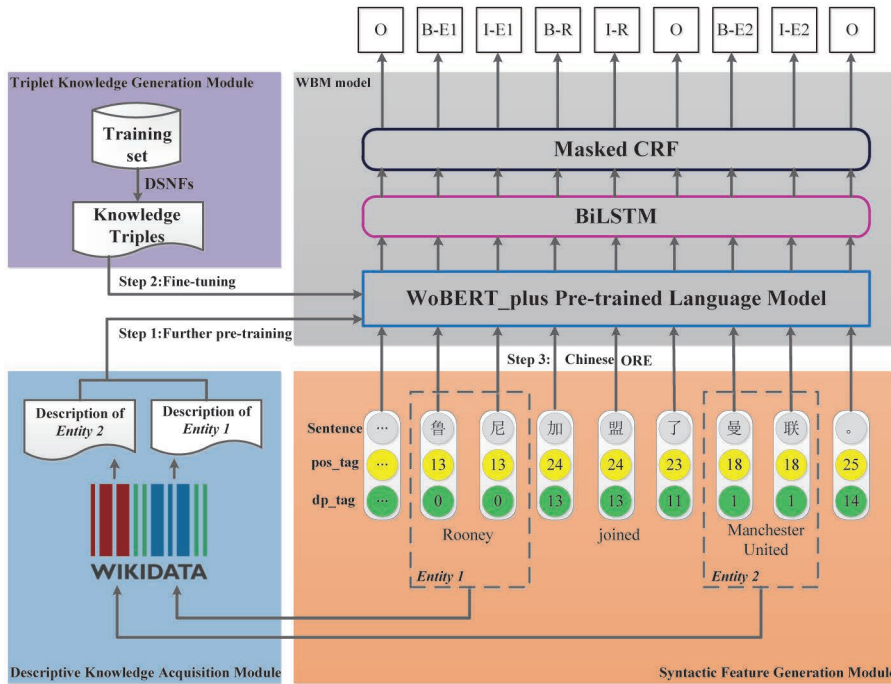 O B-E1 I-E1 B-R I-R O B-E2 I-E2 O
Triplet Knowledge Generation Module
WBM model
Training
set
DSNFs
Knowledge
Triples
Masked CRF
BiLSTM
Step 2:Fine-tuning
WoBERT_plus Pre-trained Language Model
Step 1:Further pre-training
Step 3: Chinese ORE
Description of
Entity 2
Description of
Entity 1
Sentence ... 鲁 尼 加 盟 了 曼 联 。
pos_tag ... 13 13 24 24 23 18 18 25
dp_tag ... 0 0 13 13 11 1 1 14
Rooney joined Manchester
United
Entity 1
Entity 2
WIKIDATA
Descriptive Knowledge Acquisition Module
Syntactic Feature Generation Module